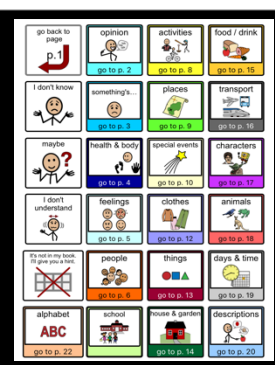 go back to
page
p.1
opinion
go to p. 2
activities
go to p. 8
food / drink
go to p. 15
I don't know
something's...
go to p. 3
places
go to p. 9
transport
go to p. 16
maybe
health & body
go to p. 4
special events
go to p. 10
characters
go to p. 17
I don't
understand
feelings
go to p. 5
clothes
go to p. 12
animals
go to p. 18
It's not in my book.
I'll give you a hint.
people
go to p. 6
things
go to p. 13
days & time
go to p. 19
alphabet
ABC
go to p. 22
school
house & garden
go to p. 14
descriptions
go to p. 20